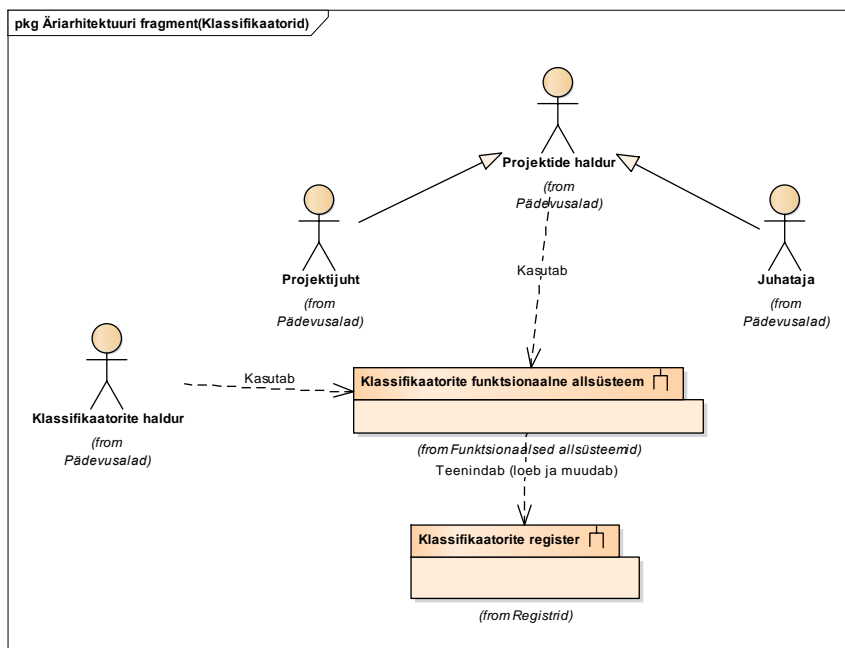 pkg Äriarhitektuuri fragment(Klassifikaatorid)
Projektide haldur
(from
Pädevusalad)
Projektijuht
(from
Pädevusalad)
Juhataja
(from
Pädevusalad)
Kasutab
Klassifikaatorite haldur
(from
Pädevusalad)
Kasutab
Klassifikaatorite funktsionaalne allsüsteem
(from Funktsionaalsed allsüsteemid)
Teenindab (loeb ja muudab)
Klassifikaatorite register
(from Registrid)